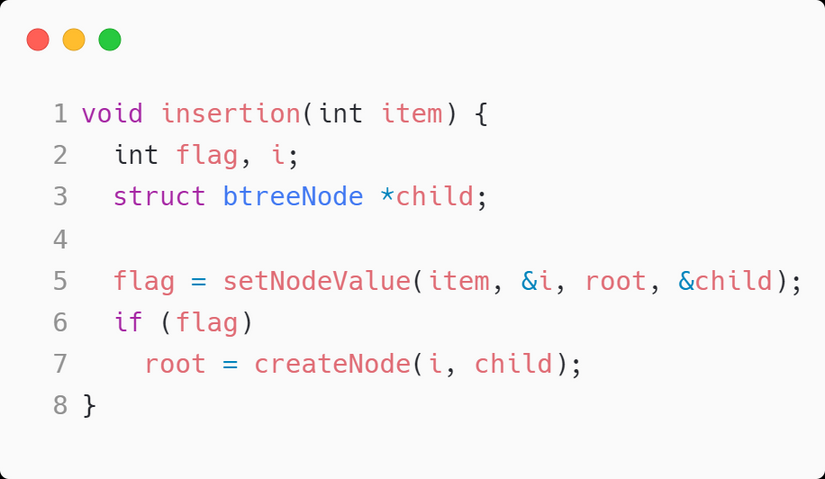 1 void insertion(int item) {
2   int flag, i;
3   struct btreeNode *child;
4
5   flag = setNodeValue(item, &i, root, &child);
6   if (flag)
7     root = createNode(i, child);
8 }